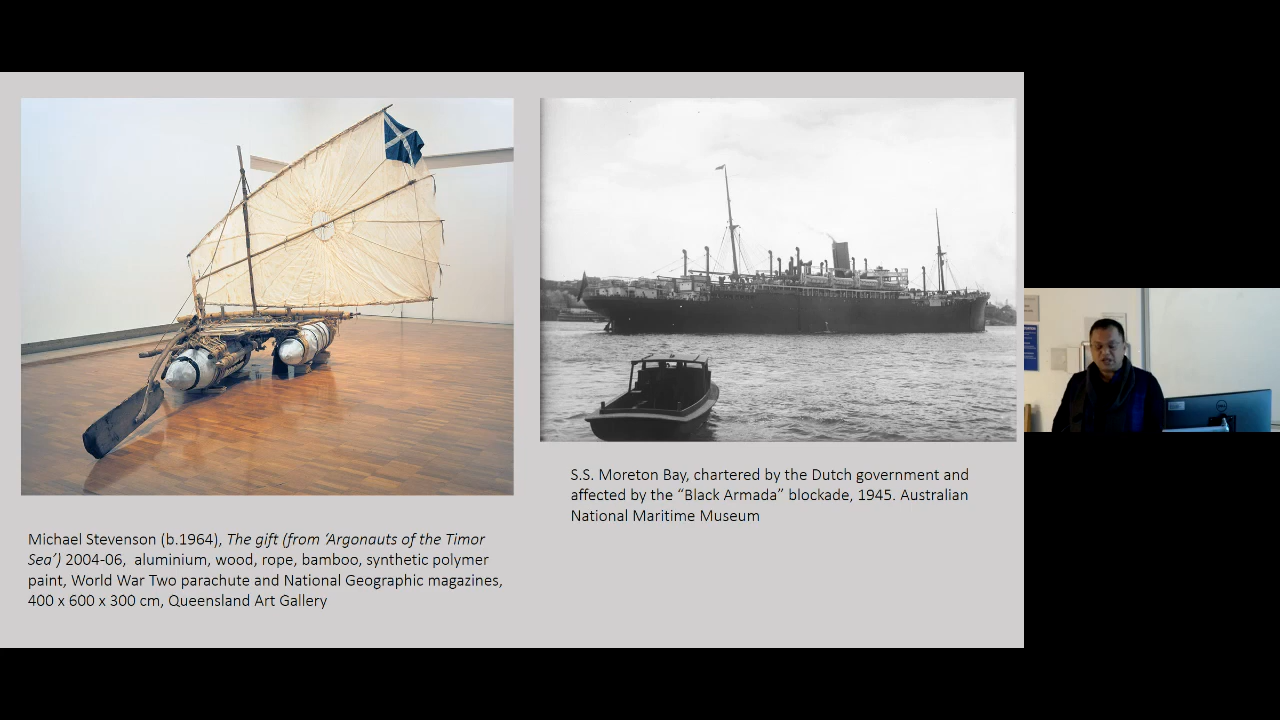 S.S. Moreton Bay, chartered by the Dutch government and
affected by the “Black Armada” blockade, 1945. Australian
National Maritime Museum
Michael Stevenson (b.1964), The gift (from ‘Argonauts of the Timor
Sea’) 2004-06,  aluminium, wood, rope, bamboo, synthetic polymer
paint, World War Two parachute and National Geographic magazines,
400 x 600 x 300 cm, Queensland Art Gallery
DELL